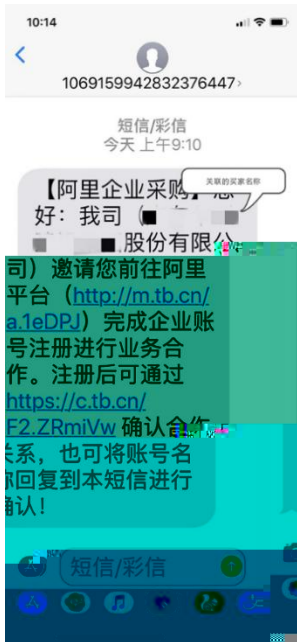 10:14
1069159942832376447
短信/彩信
今天 上午9:10
【阿里企业采购】您
关联的买家名称
好：我司（
股份有限公
司）邀请您前往阿里
平台（http://m.tb.cn/
a.1eDPJ）完成企业账
号注册进行业务合
作。注册后可通过
https://c.tb.cn/
F2.ZRmiVw 确认合作
关系，也可将账号名
称回复到本短信进行
确认！
短信/彩信